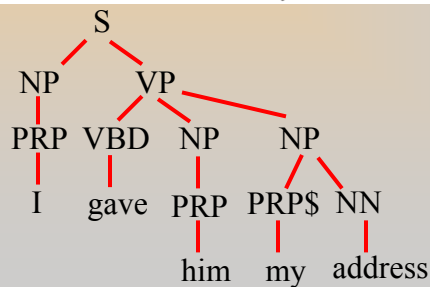 S
NP VP
PRP VBD NP NP
I gave PRP PRP$ NN
him my address